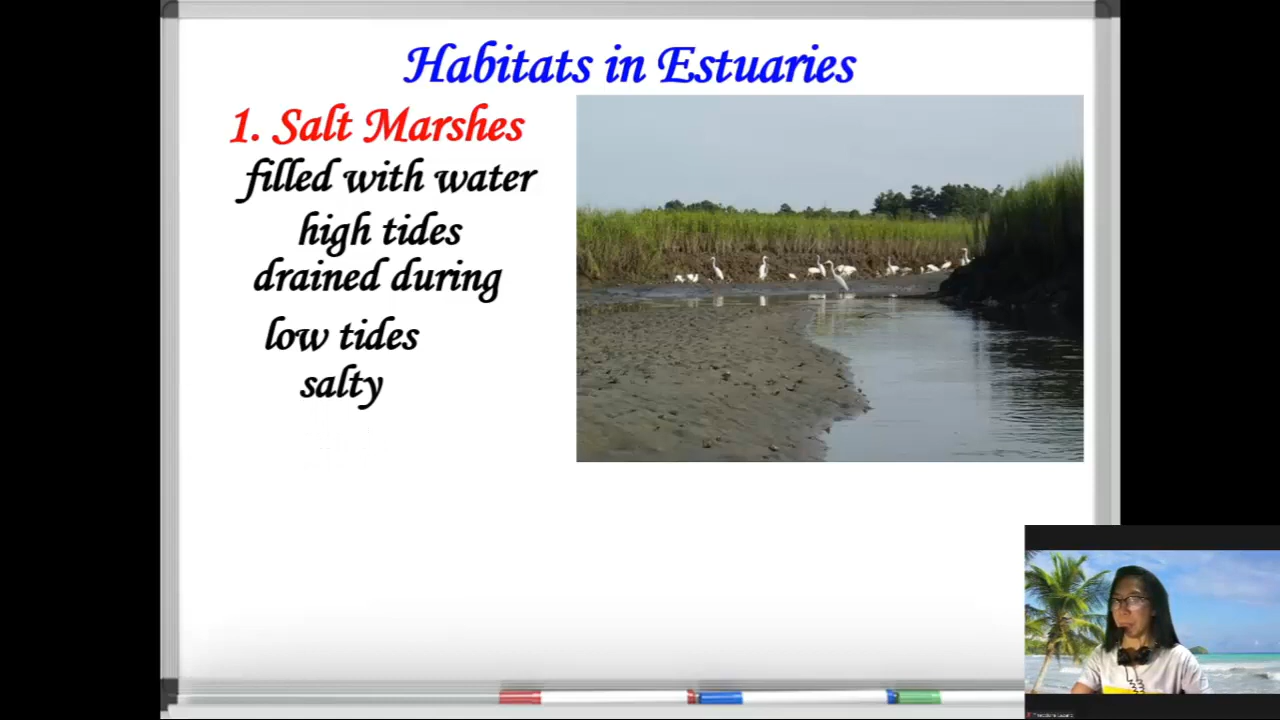 Habitats in Estuaries
1. Salt Marshes
filled with water
high tides
drained during
low tides
salty